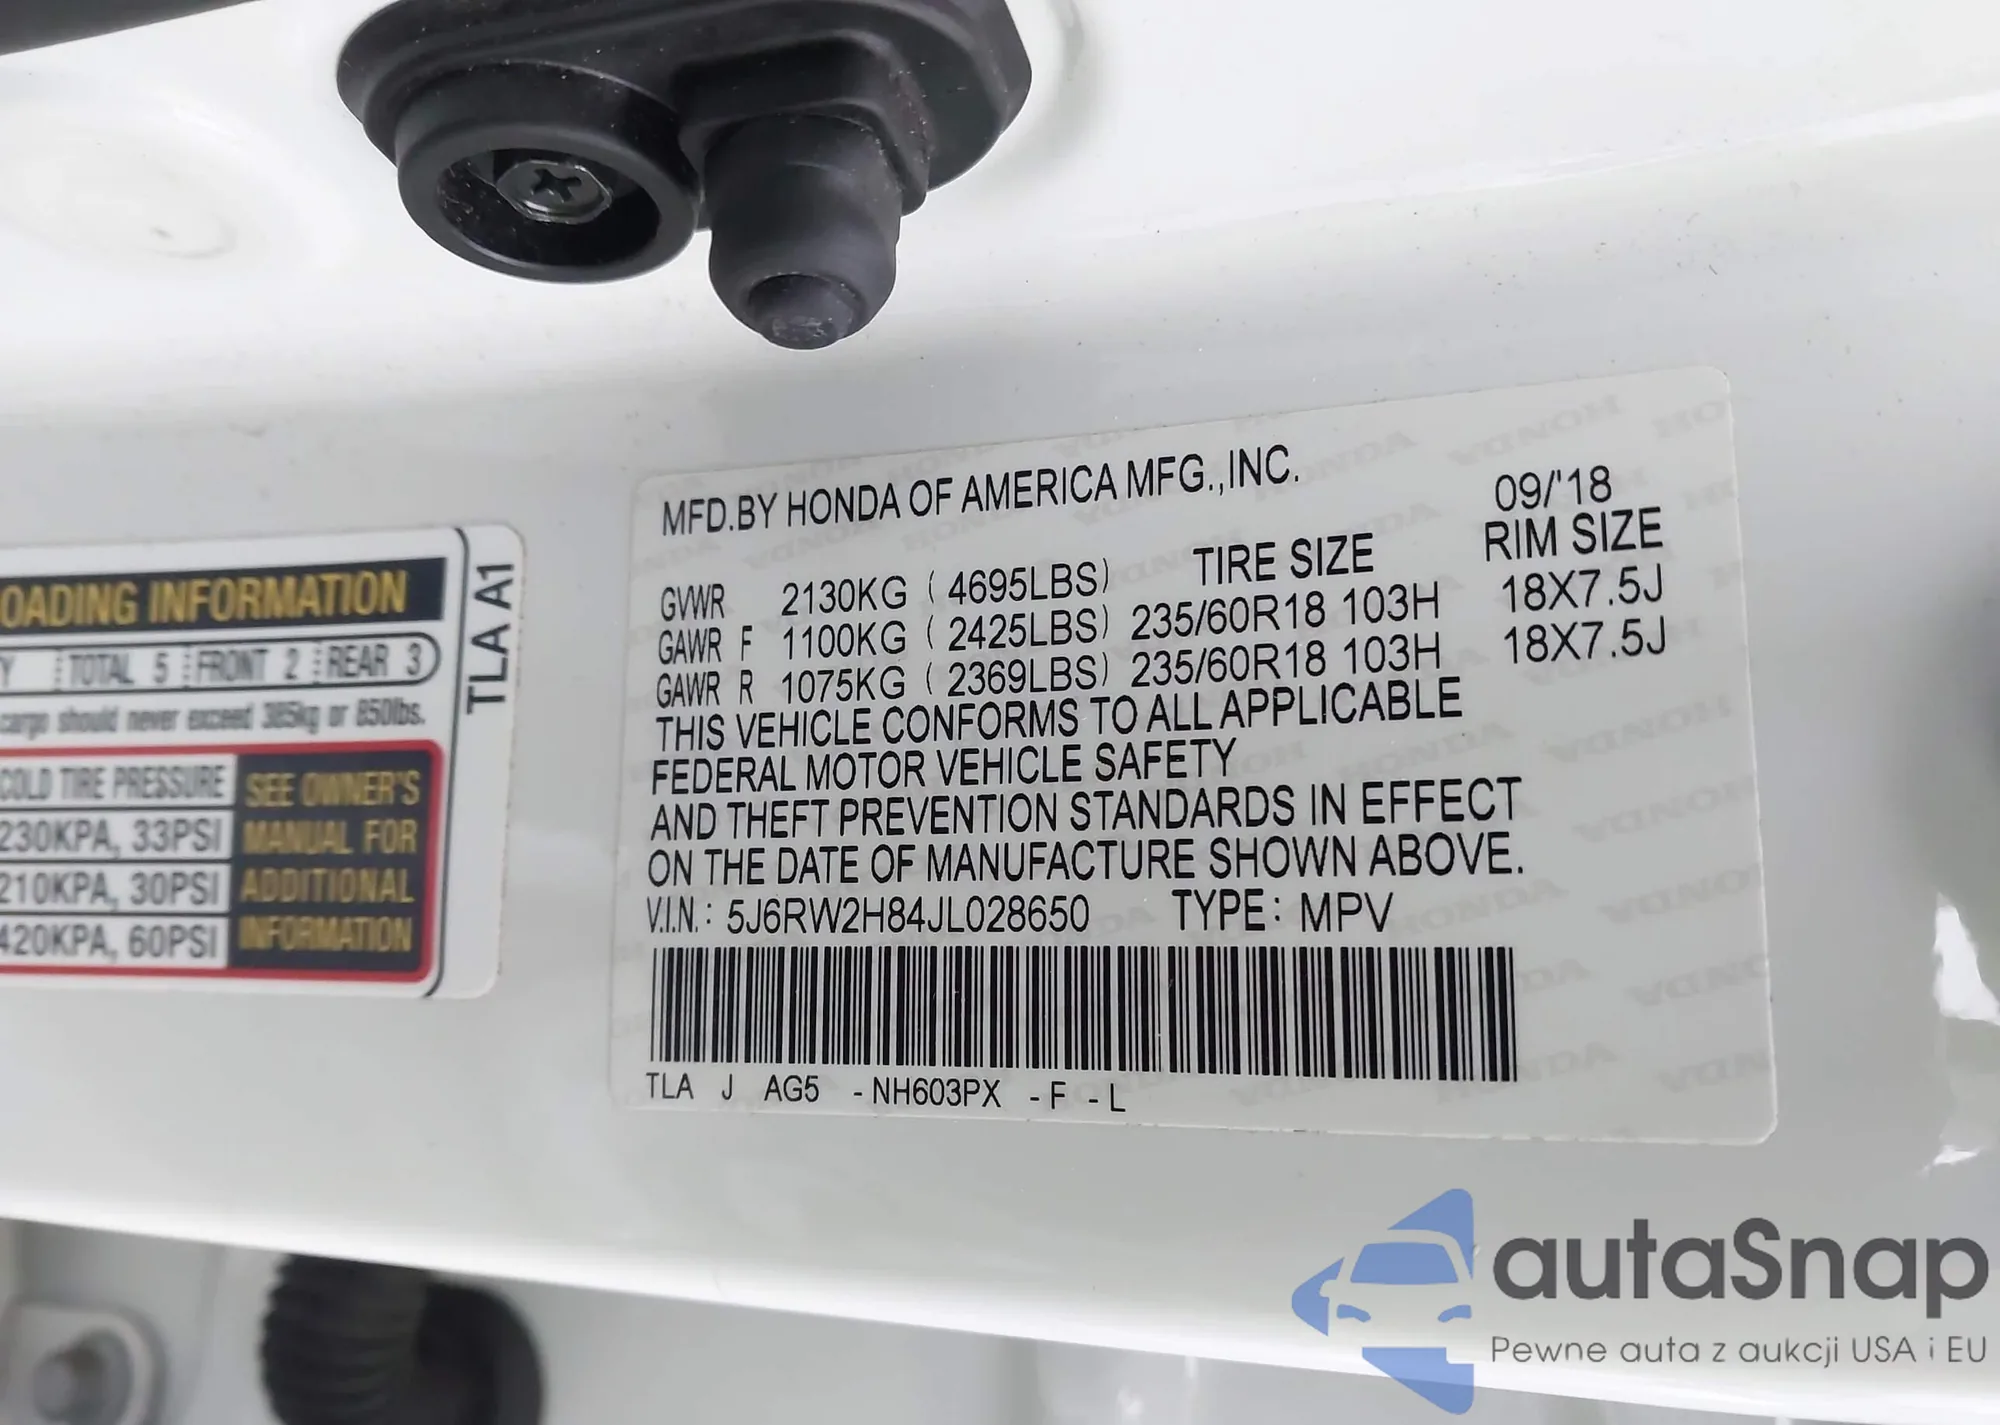 OADING INFORMATION
Y TOTAL 5 FRONT 2 REAR 3
cargo should never exceed 385kg or 850lbs.
COLD TIRE PRESSURE
230KPA, 33PSI
210KPA, 30PSI
420KPA, 60PSI
SEE OWNER'S
MANUAL FOR
ADDITIONAL
INFORMATION
TLA A1
MFD.BY HONDA OF AMERICA MFG.,INC. 09/'18
TIRE SIZE RIM SIZE
GVWR 2130KG ( 4695LBS)
GAWR F 1100KG ( 2425LBS) 235/60R18 103H 18X7.5J
GAWR R 1075KG ( 2369LBS) 235/60R18 103H 18X7.5J
THIS VEHICLE CONFORMS TO ALL APPLICABLE
FEDERAL MOTOR VEHICLE SAFETY
AND THEFT PREVENTION STANDARDS IN EFFECT
ON THE DATE OF MANUFACTURE SHOWN ABOVE.
V.I.N.: 5J6RW2H84JL028650 TYPE: MPV
TLA J AG5 -NH603PX -F -L
autaSnap
Pewne auta z aukcji USA i EU